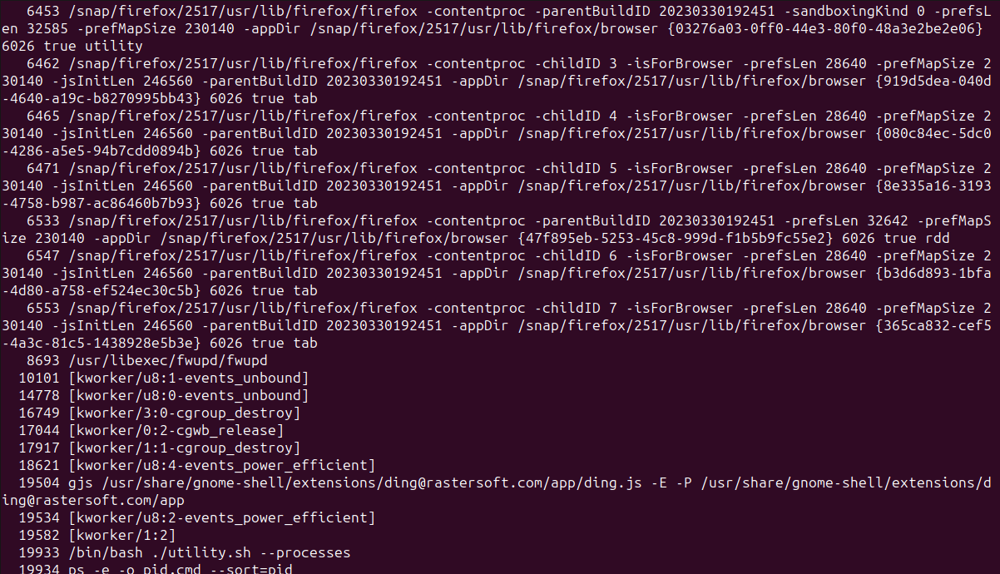 6453 /snap/firefox/2517/usr/lib/firefox/firefox -contentproc -parentBuildID 20230330192451 -sandboxingKind 0 -prefsL
en 32585 -prefMapSize 230140 -appDir /snap/firefox/2517/usr/lib/firefox/browser {03276a03-0ff0-44e3-80f0-48a3e2be2e06}
6026 true utility
6462 /snap/firefox/2517/usr/lib/firefox/firefox -contentproc -childID 3 -isForBrowser -prefsLen 28640 -prefMapSize 2
30140 -jsInitLen 246560 -parentBuildID 20230330192451 -appDir /snap/firefox/2517/usr/lib/firefox/browser {919d5dea-040d
-4640-a19c-b8270995bb43} 6026 true tab
6465 /snap/firefox/2517/usr/lib/firefox/firefox -contentproc -childID 4 -isForBrowser -prefsLen 28640 -prefMapSize 2
30140 -jsInitLen 246560 -parentBuildID 20230330192451 -appDir /snap/firefox/2517/usr/lib/firefox/browser {080c84ec-5dc0
-4286-a5e5-94b7cdd0894b} 6026 true tab
6471 /snap/firefox/2517/usr/lib/firefox/firefox -contentproc -childID 5 -isForBrowser -prefsLen 28640 -prefMapSize 2
30140 -jsInitLen 246560 -parentBuildID 20230330192451 -appDir /snap/firefox/2517/usr/lib/firefox/browser {8e335a16-3193
-4758-b987-ac86460b7b93} 6026 true tab
6533 /snap/firefox/2517/usr/lib/firefox/firefox -contentproc -parentBuildID 20230330192451 -prefsLen 32642 -prefMapS
ize 230140 -appDir /snap/firefox/2517/usr/lib/firefox/browser {47f895eb-5253-45c8-999d-f1b5b9fc55e2} 6026 true rdd
6547 /snap/firefox/2517/usr/lib/firefox/firefox -contentproc -childID 6 -isForBrowser -prefsLen 28640 -prefMapSize 2
30140 -jsInitLen 246560 -parentBuildID 20230330192451 -appDir /snap/firefox/2517/usr/lib/firefox/browser {b3d6d893-1bfa
-4d80-a758-ef524ec30c5b} 6026 true tab
6553 /snap/firefox/2517/usr/lib/firefox/firefox -contentproc -childID 7 -isForBrowser -prefsLen 28640 -prefMapSize 2
30140 -jsInitLen 246560 -parentBuildID 20230330192451 -appDir /snap/firefox/2517/usr/lib/firefox/browser {365ca832-cef5
-4a3c-81c5-1438928e5b3e} 6026 true tab
8693 /usr/libexec/fwupd/fwupd
10101 [kworker/u8:1-events_unbound]
14778 [kworker/u8:0-events_unbound]
16749 [kworker/3:0-cgroup_destroy]
17044 [kworker/0:2-cgwb_release]
17917 [kworker/1:1-cgroup_destroy]
18621 [kworker/u8:4-events_power_efficient]
19504 gjs /usr/share/gnome-shell/extensions/ding@rastersoft.com/app/ding.js -E -P /usr/share/gnome-shell/extensions/d
ing@rastersoft.com/app
19534 [kworker/u8:2-events_power_efficient]
19582 [kworker/1:2]
19933 /bin/bash ./utility.sh --processes
19934 ps -e -o pid,cmd --sort=pid